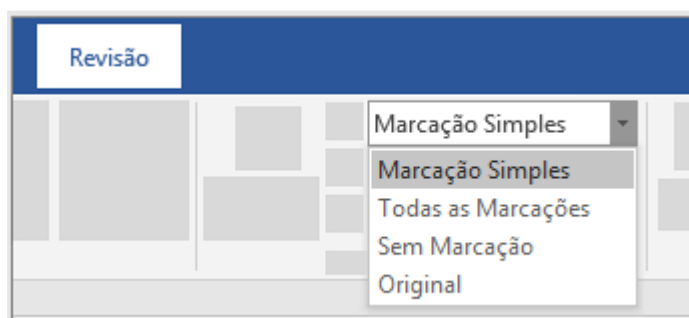 Revisão
Marcação Simples
Marcação Simples
Todas as Marcações
Sem Marcação
Original